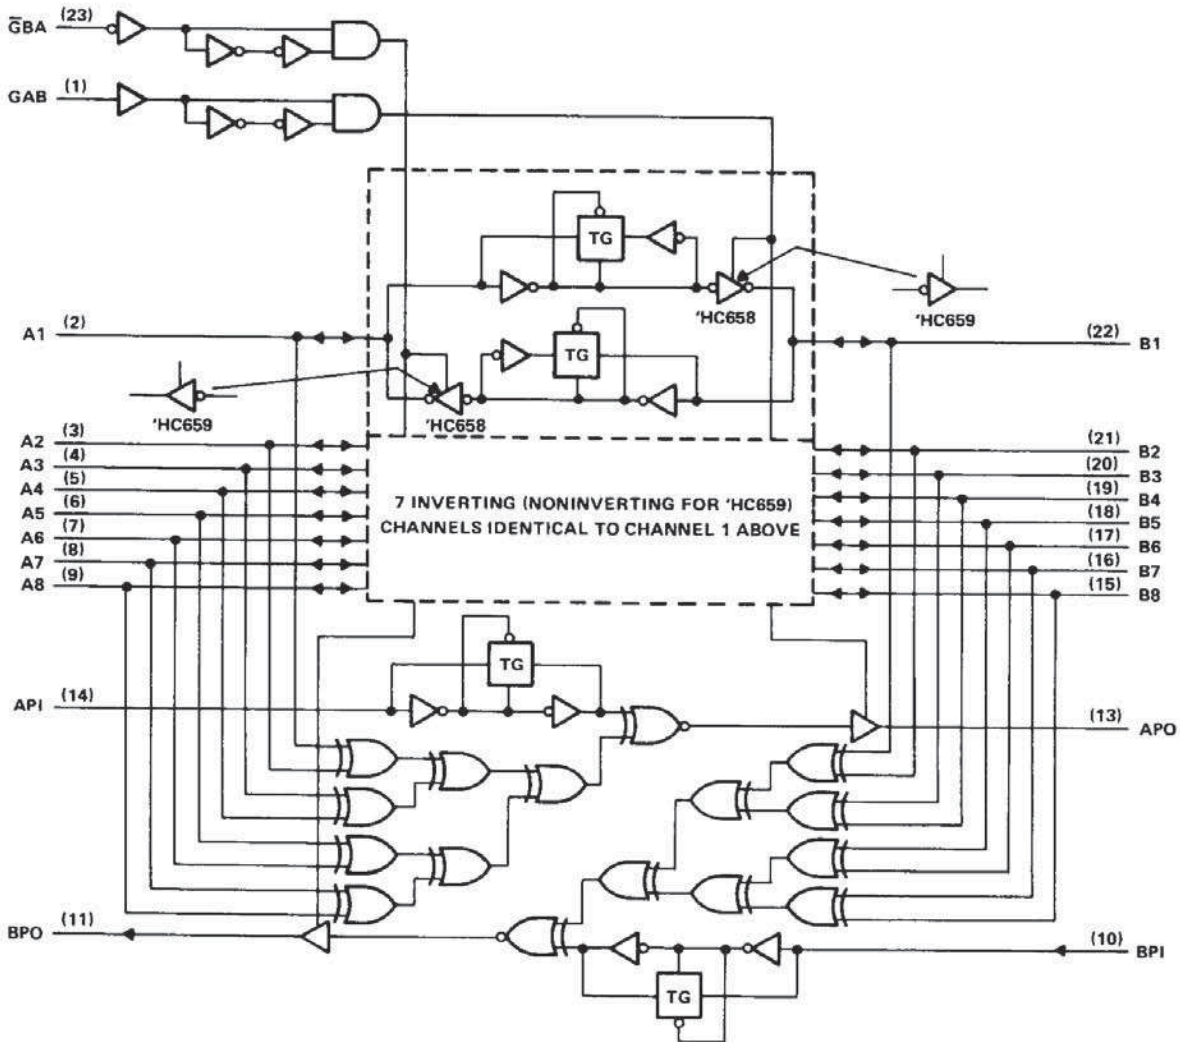 G̅BA (23)
GAB (1)
TG
'HC658
'HC659
A1 (2)
TG
(22) B1
'HC659
'HC658
A2 (3)
(21) B2
A3 (4)
(20) B3
A4 (5)
(19) B4
A5 (6)
(18) B5
A6 (7)
(17) B6
A7 (8)
(16) B7
A8 (9)
(15) B8
7 INVERTING (NONINVERTING FOR 'HC659)
CHANNELS IDENTICAL TO CHANNEL 1 ABOVE
TG
API (14)
(13) APO
BPO (11)
(10) BPI
TG